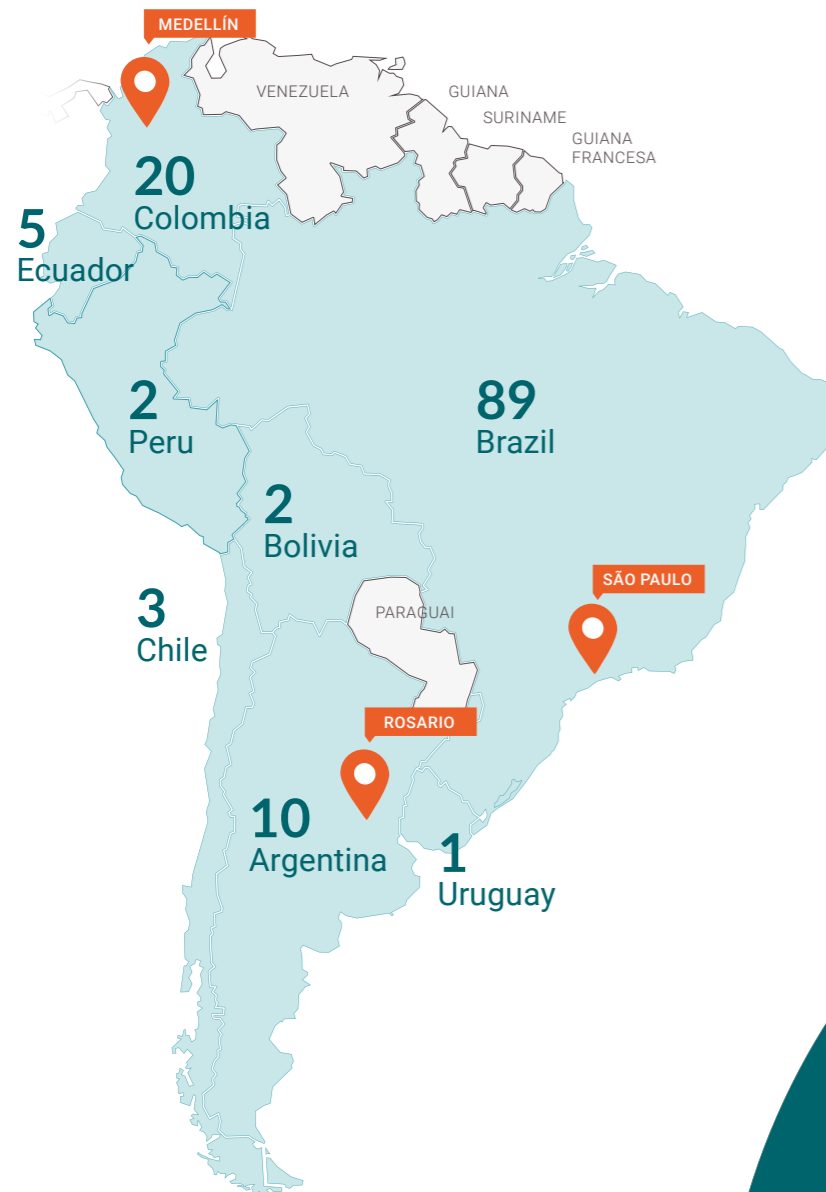 MEDELLÍN
VENEZUELA
GUIANA
SURINAME
GUIANA
FRANCESA
20
Colombia
5
Ecuador
2
Peru
89
Brazil
2
Bolivia
3
Chile
PARAGUAI
SÃO PAULO
ROSARIO
10
Argentina
1
Uruguay